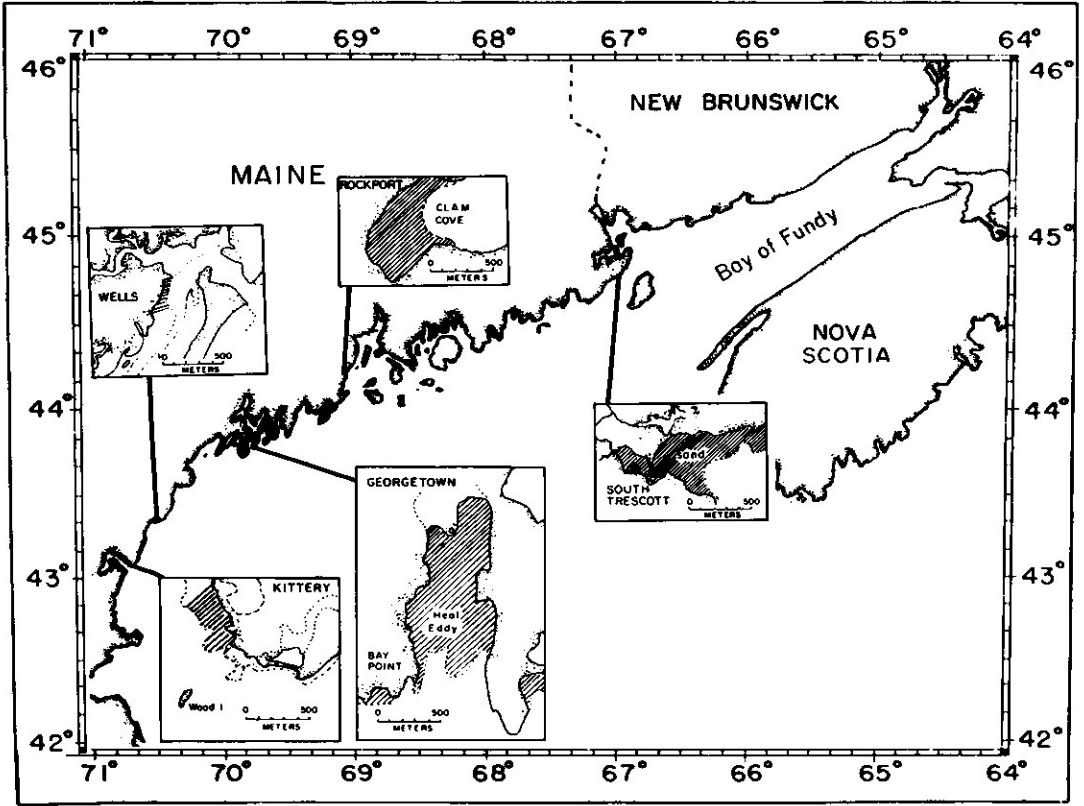 71° 70° 69° 68° 67° 66° 65° 64°
46° 46°
NEW BRUNSWICK
MAINE
ROCKPORT
CLAM
COVE
0 500
METERS
45° 45°
Bay of Fundy
WELLS
0 500
METERS
NOVA
SCOTIA
44° 44°
Sand
SOUTH
TRESCOTT
0 500
METERS
GEORGETOWN
Heal
Eddy
BAY
POINT
0 500
METERS
43° 43°
KITTERY
Wood I
0 500
METERS
42° 42°
71° 70° 69° 68° 67° 66° 65° 64°